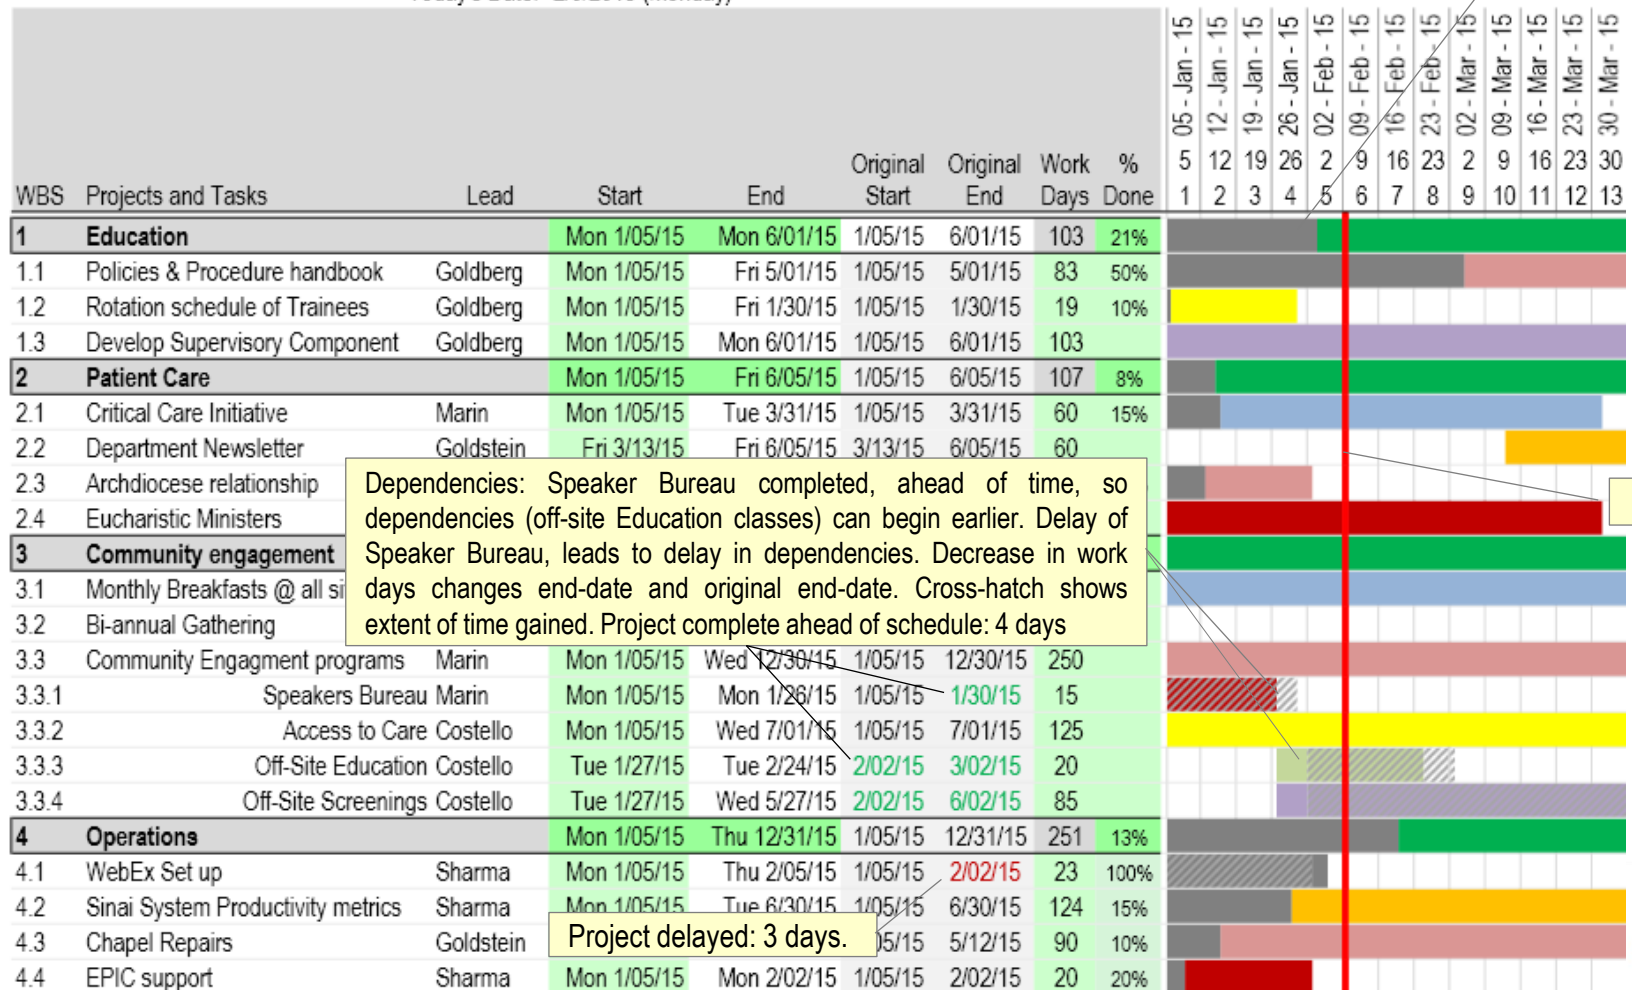 05 - Jan - 15 12 - Jan - 15 19 - Jan - 15 26 - Jan - 15 02 - Feb - 15 09 - Feb - 15 16 - Feb - 15 23 - Feb - 15 02 - Mar - 15 09 - Mar - 15 16 - Mar - 15 23 - Mar - 15 30 - Mar - 15
Original Original Work % 5 12 19 26 2 9 16 23 2 9 16 23 30
WBS Projects and Tasks Lead Start End Start End Days Done 1 2 3 4 5 6 7 8 9 10 11 12 13
1 Education Mon 1/05/15 Mon 6/01/15 1/05/15 6/01/15 103 21%
1.1 Policies & Procedure handbook Goldberg Mon 1/05/15 Fri 5/01/15 1/05/15 5/01/15 83 50%
1.2 Rotation schedule of Trainees Goldberg Mon 1/05/15 Fri 1/30/15 1/05/15 1/30/15 19 10%
1.3 Develop Supervisory Component Goldberg Mon 1/05/15 Mon 6/01/15 1/05/15 6/01/15 103
2 Patient Care Mon 1/05/15 Fri 6/05/15 1/05/15 6/05/15 107 8%
2.1 Critical Care Initiative Marin Mon 1/05/15 Tue 3/31/15 1/05/15 3/31/15 60 15%
2.2 Department Newsletter Goldstein Fri 3/13/15 Fri 6/05/15 3/13/15 6/05/15 60
2.3 Archdiocese relationship
2.4 Eucharistic Ministers
3 Community engagement
3.1 Monthly Breakfasts @ all si
3.2 Bi-annual Gathering
Dependencies: Speaker Bureau completed, ahead of time, so
dependencies (off-site Education classes) can begin earlier. Delay of
Speaker Bureau, leads to delay in dependencies. Decrease in work
days changes end-date and original end-date. Cross-hatch shows
extent of time gained. Project complete ahead of schedule: 4 days
3.3 Community Engagment programs Marin Mon 1/05/15 Wed 12/30/15 1/05/15 12/30/15 250
3.3.1 Speakers Bureau Marin Mon 1/05/15 Mon 1/26/15 1/05/15 1/30/15 15
3.3.2 Access to Care Costello Mon 1/05/15 Wed 7/01/15 1/05/15 7/01/15 125
3.3.3 Off-Site Education Costello Tue 1/27/15 Tue 2/24/15 2/02/15 3/02/15 20
3.3.4 Off-Site Screenings Costello Tue 1/27/15 Wed 5/27/15 2/02/15 6/02/15 85
4 Operations Mon 1/05/15 Thu 12/31/15 1/05/15 12/31/15 251 13%
4.1 WebEx Set up Sharma Mon 1/05/15 Thu 2/05/15 1/05/15 2/02/15 23 100%
4.2 Sinai System Productivity metrics Sharma Mon 1/05/15 Tue 6/30/15 1/05/15 6/30/15 124 15%
4.3 Chapel Repairs Goldstein 05/15 5/12/15 90 10%
Project delayed: 3 days.
4.4 EPIC support Sharma Mon 1/05/15 Mon 2/02/15 1/05/15 2/02/15 20 20%